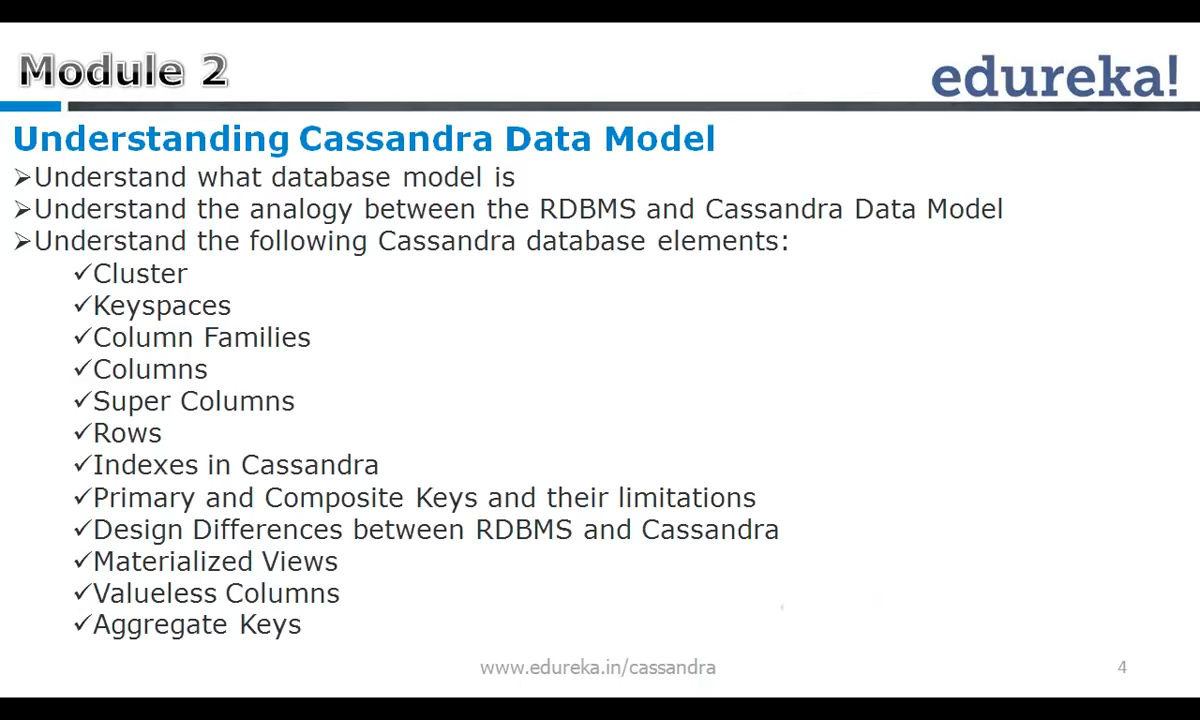 Module 2
edureka!
Understanding Cassandra Data Model
➢Understand what database model is
➢Understand the analogy between the RDBMS and Cassandra Data Model
➢Understand the following Cassandra database elements:
✓Cluster
✓Keyspaces
✓Column Families
✓Columns
✓Super Columns
✓Rows
✓Indexes in Cassandra
✓Primary and Composite Keys and their limitations
✓Design Differences between RDBMS and Cassandra
✓Materialized Views
✓Valueless Columns
✓Aggregate Keys
www.edureka.in/cassandra
4